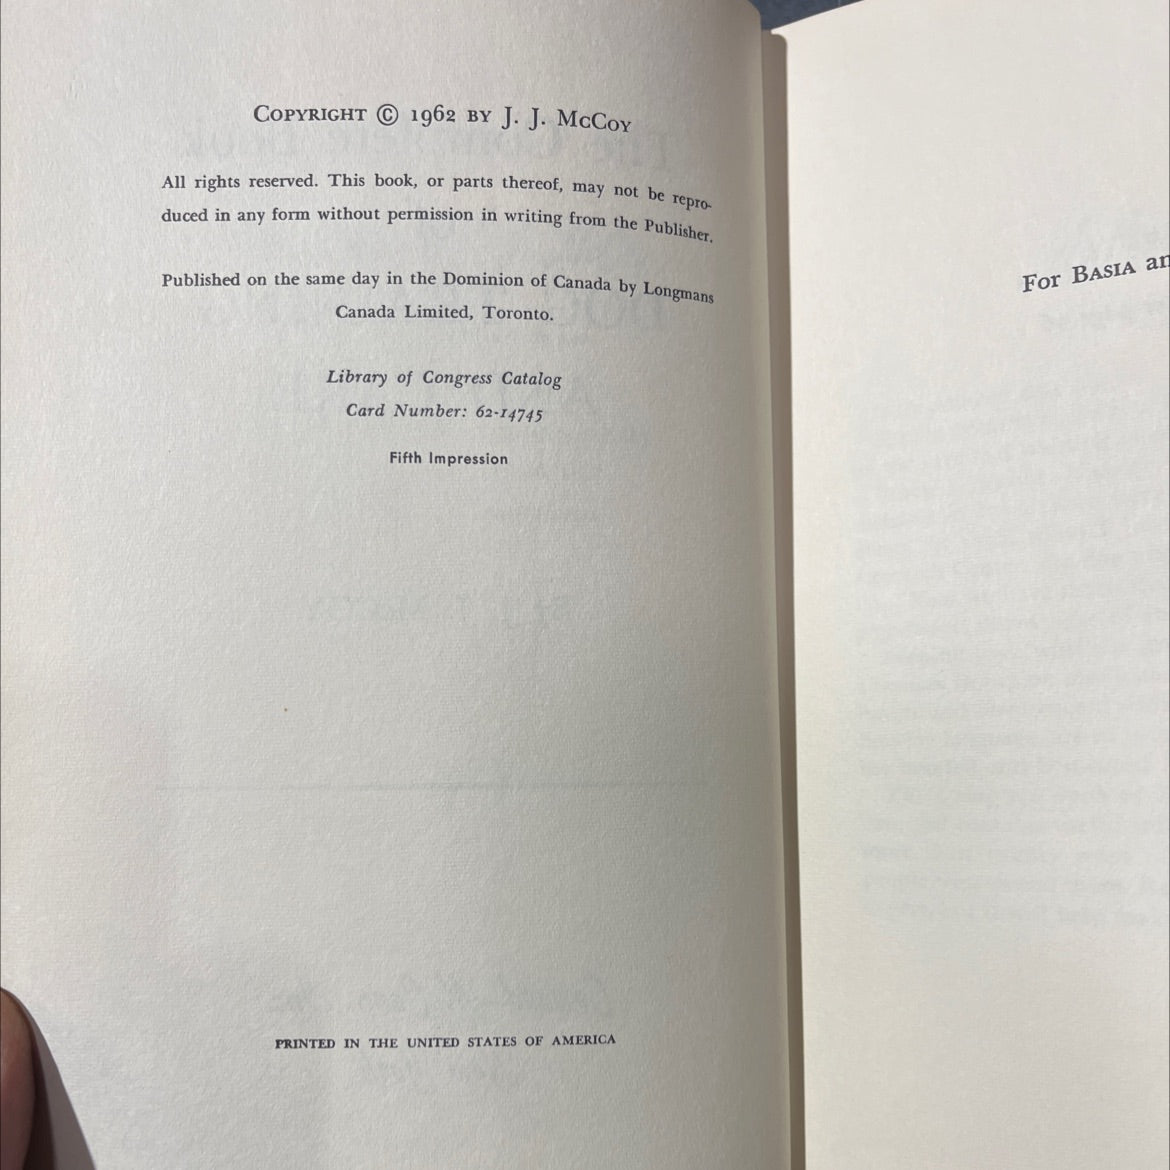 COPYRIGHT © 1962 BY J. J. MCCOY
All rights reserved. This book, or parts thereof, may not be repro-
duced in any form without permission in writing from the Publisher.
Published on the same day in the Dominion of Canada by Longmans
Canada Limited, Toronto.
Library of Congress Catalog
Card Number: 62-14745
Fifth Impression
PRINTED IN THE UNITED STATES OF AMERICA
For BASIA an